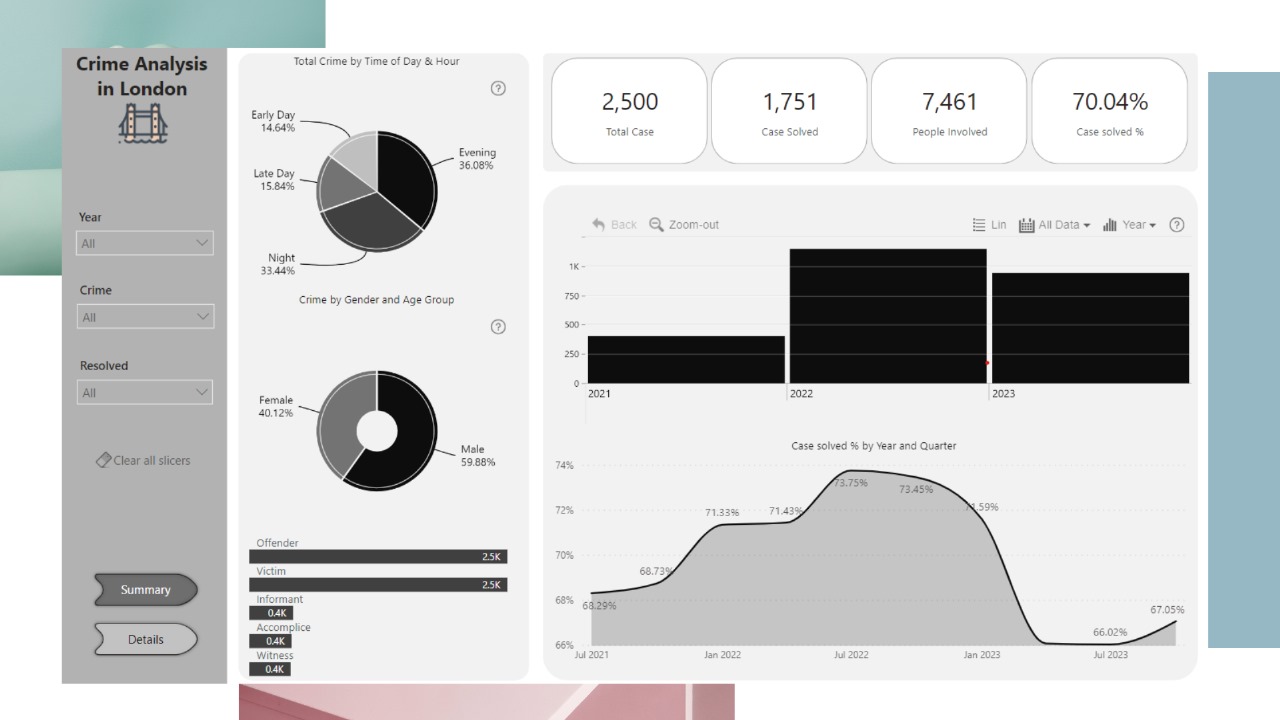 Crime Analysis
in London
Year
All
Crime
All
Resolved
All
Clear all slicers
Summary
Details
Total Crime by Time of Day & Hour
Early Day
14.64%
Evening
36.08%
Late Day
15.84%
Night
33.44%
Crime by Gender and Age Group
Female
40.12%
Male
59.88%
Offender
2.5K
Victim
2.5K
Informant
0.4K
Accomplice
0.4K
Witness
0.4K
2,500
Total Case
1,751
Case Solved
7,461
People Involved
70.04%
Case solved %
Back
Zoom-out
Lin
All Data
Year
1K
750
500
250
0
2021
2022
2023
Case solved % by Year and Quarter
74%
72%
70%
68%
66%
68.29%
68.73%
71.33%
71.43%
73.75%
73.45%
71.59%
66.02%
67.05%
Jul 2021
Jan 2022
Jul 2022
Jan 2023
Jul 2023